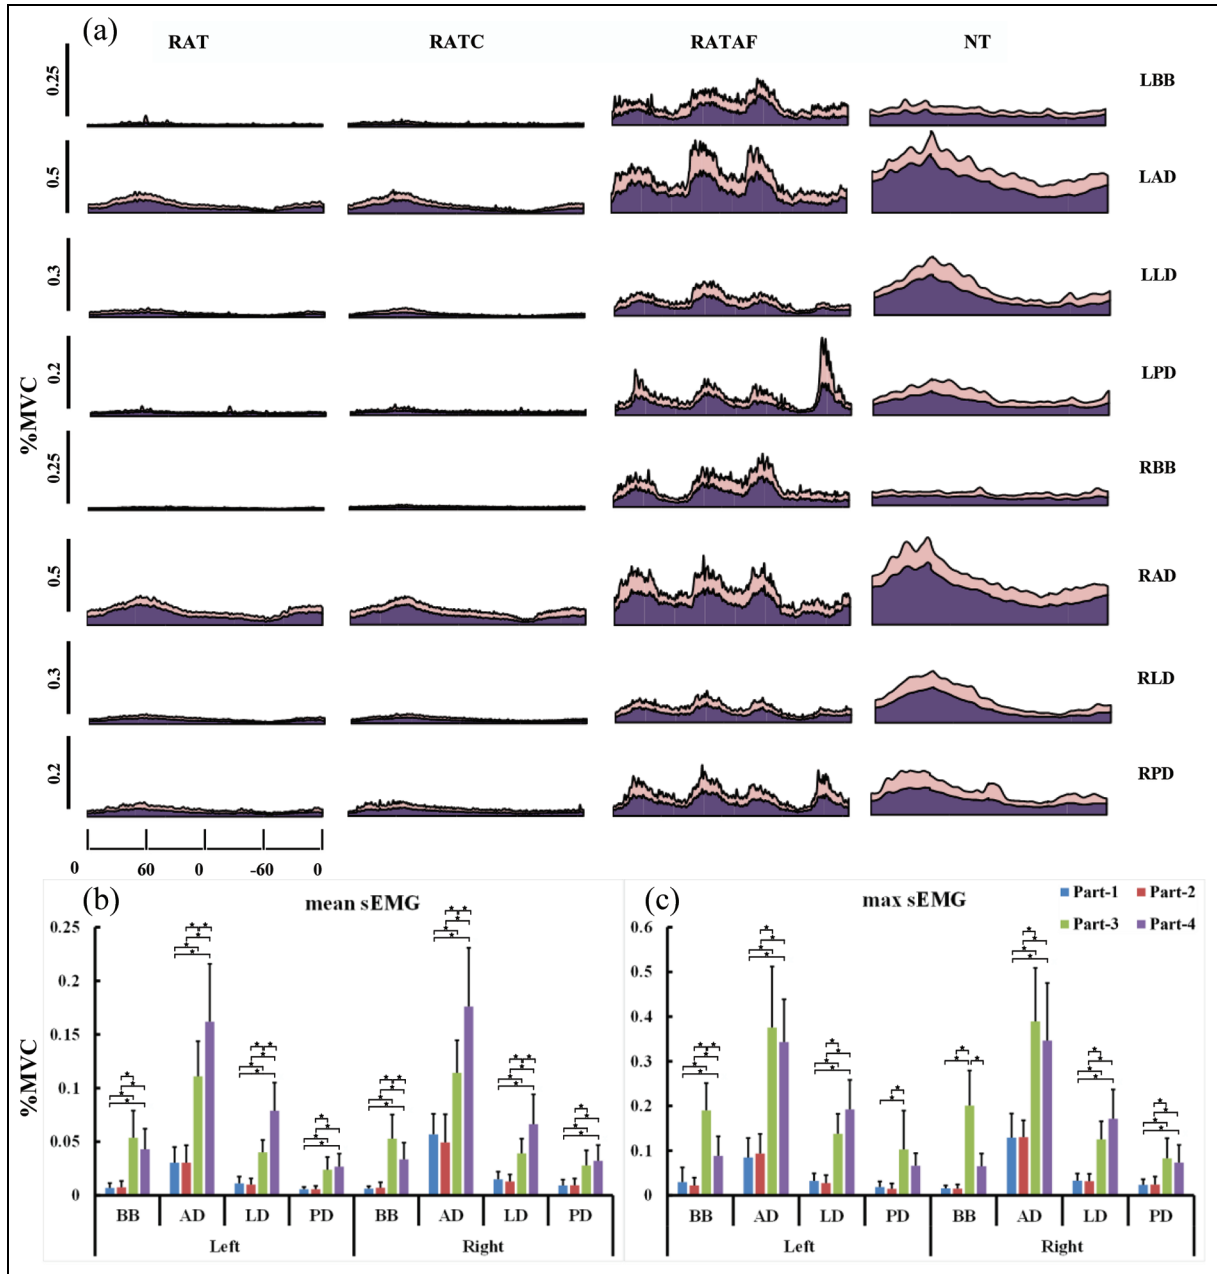 (a)
RAT RATC RATAF NT
0.25 LBB
0.5 LAD
0.3 LLD
0.2 LPD
%MVC
0.25 RBB
0.5 RAD
0.3 RLD
0.2 RPD
0 60 0 -60 0
(b) mean sEMG
0.25
0.2
0.15
0.1
0.05
0
%MVC
BB AD LD PD BB AD LD PD
Left Right
(c) max sEMG
Part-1 Part-2
Part-3 Part-4
0.6
0.5
0.4
0.3
0.2
0.1
0
BB AD LD PD BB AD LD PD
Left Right